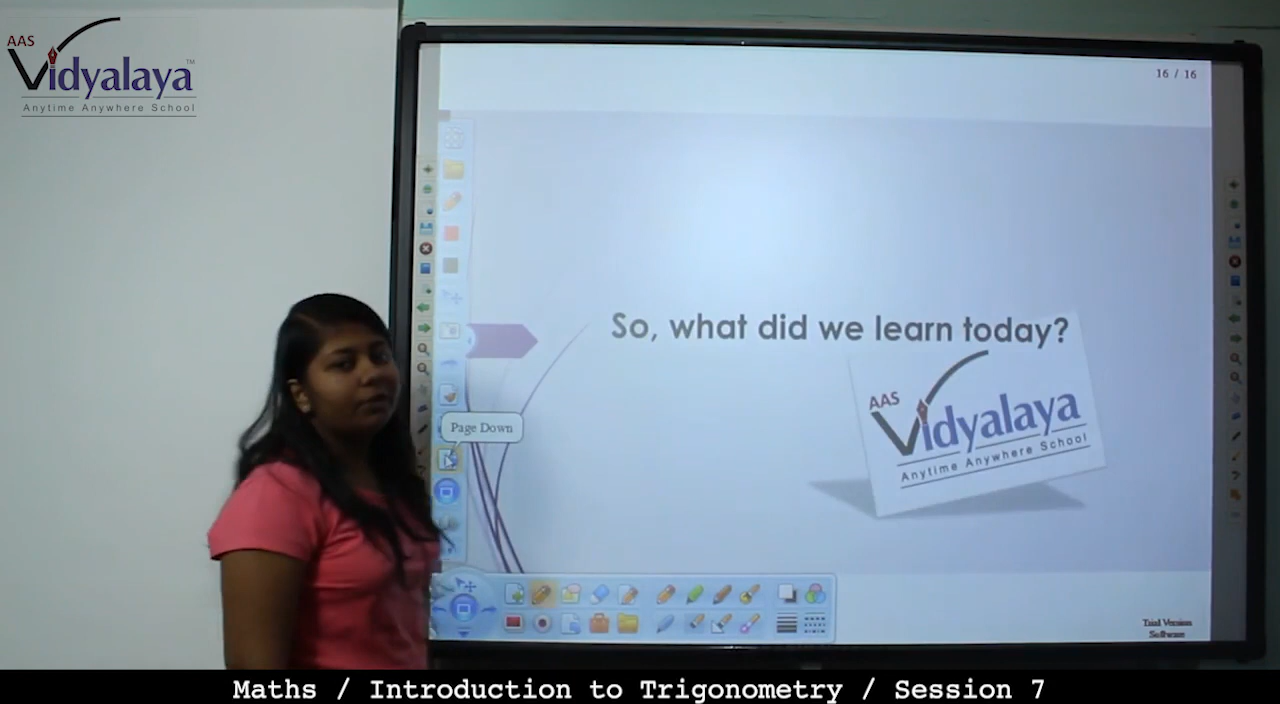 AAS
Vidyalaya
TM
Anytime Anywhere School
16 / 16
So, what did we learn today?
AAS
Vidyalaya
Anytime Anywhere School
Page Down
Trial Version
Software
Maths / Introduction to Trigonometry / Session 7